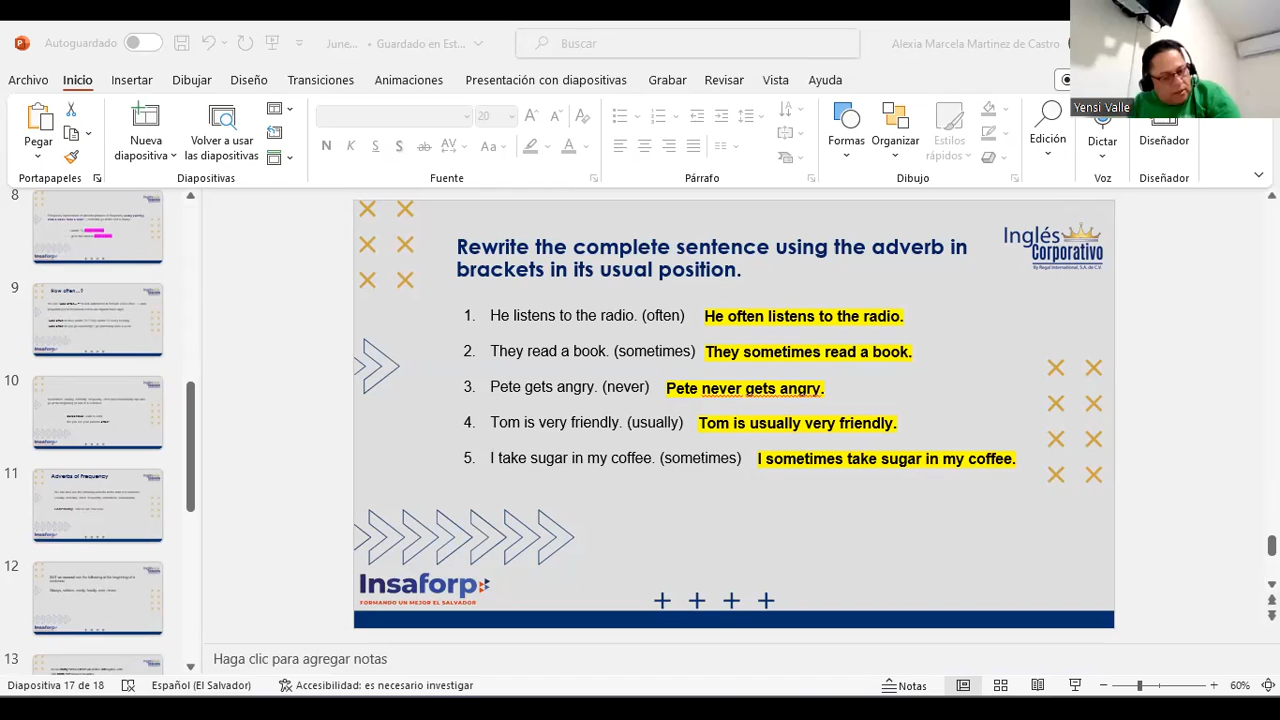 Autoguardado
June... • Guardado en Est...
Buscar
Alexia Marcela Martinez de Castro
Archivo Inicio Insertar Dibujar Diseño Transiciones Animaciones Presentación con diapositivas Grabar Revisar Vista Ayuda
Yensi Valle
Pegar
Nueva diapositiva
Volver a usar las diapositivas
20
N K S S ab AV Aa A
Formas
Organizar
Estilos rápidos
Edición
Dictar
Diseñador
Portapapeles Diapositivas Fuente Párrafo Dibujo Voz Diseñador
8
9
How often...?
10
11
Adverbs of Frequency
12
13
Rewrite the complete sentence using the adverb in
brackets in its usual position.
Inglés
Corporativo
By Regal International, S.A. de C.V.
1. He listens to the radio. (often) He often listens to the radio.
2. They read a book. (sometimes) They sometimes read a book.
3. Pete gets angry. (never) Pete never gets angry.
4. Tom is very friendly. (usually) Tom is usually very friendly.
5. I take sugar in my coffee. (sometimes) I sometimes take sugar in my coffee.
Insaforp
FORMANDO UN MEJOR EL SALVADOR
Haga clic para agregar notas
Diapositiva 17 de 18 Español (El Salvador) Accesibilidad: es necesario investigar Notas 60%